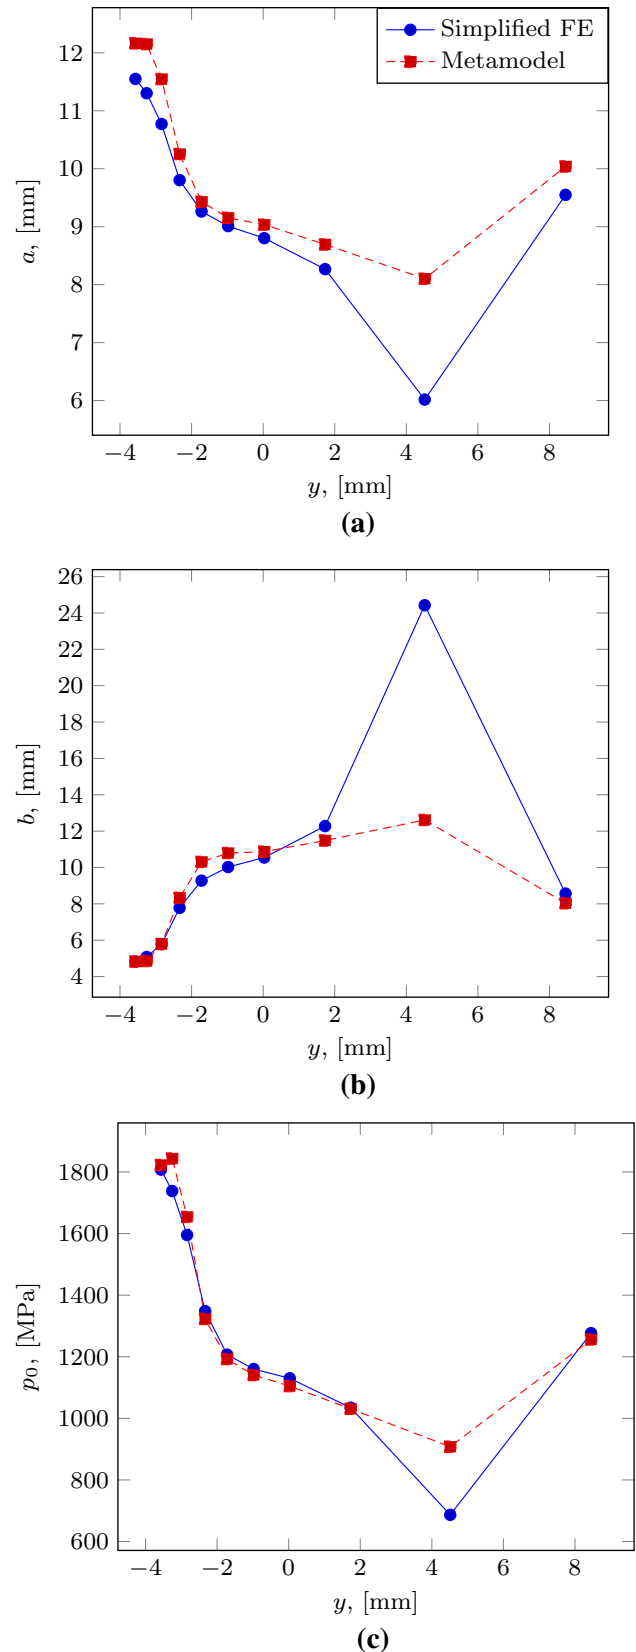 Simplified FE
Metamodel
12
11
10
9
8
7
6
a, [mm]
−4 −2 0 2 4 6 8
y, [mm]
(a)
26
24
22
20
18
16
14
12
10
8
6
4
b, [mm]
−4 −2 0 2 4 6 8
y, [mm]
(b)
1800
1600
1400
1200
1000
800
600
p₀, [MPa]
−4 −2 0 2 4 6 8
y, [mm]
(c)